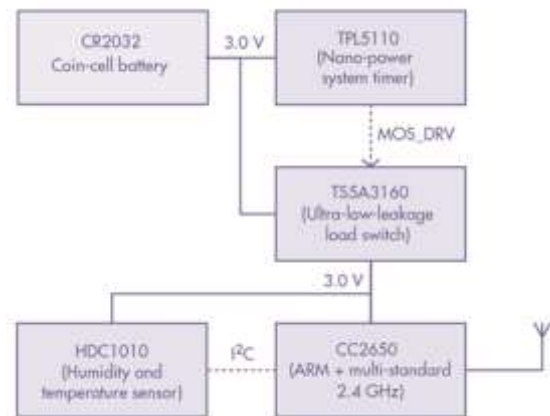 CR2032
Coin-cell battery
3.0 V
TPL5110
(Nano-power
system timer)
MOS_DRV
TS5A3160
(Ultra-low-leakage
load switch)
3.0 V
HDC1010
(Humidity and
temperature sensor)
I²C
CC2650
(ARM + multi-standard
2.4 GHz)